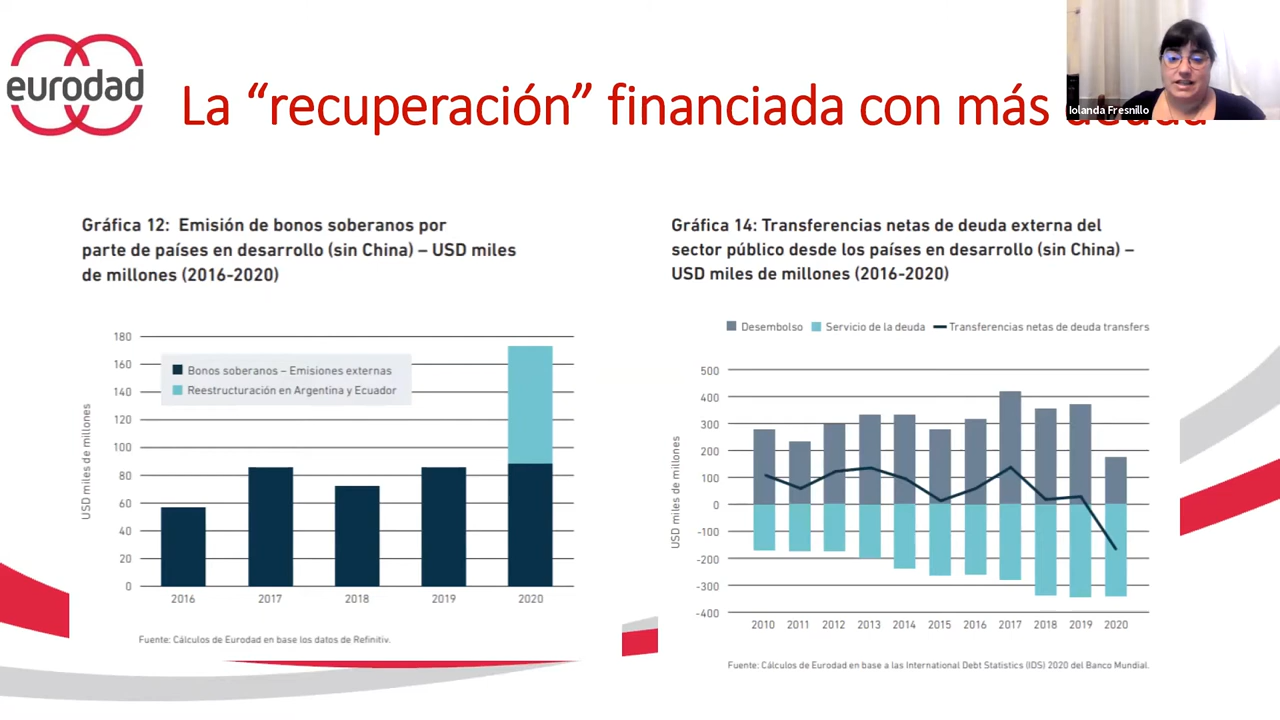 eurodad
La “recuperación” financiada con más deuda
Iolanda Fresnillo
Gráfica 12: Emisión de bonos soberanos por
parte de países en desarrollo (sin China) – USD miles
de millones (2016-2020)
USD miles de millones
180
160
140
120
100
80
60
40
20
0
Bonos soberanos – Emisiones externas
Reestructuración en Argentina y Ecuador
2016 2017 2018 2019 2020
Fuente: Cálculos de Eurodad en base los datos de Refinitiv.
Gráfica 14: Transferencias netas de deuda externa del
sector público desde los países en desarrollo (sin China) –
USD miles de millones (2016-2020)
Desembolso Servicio de la deuda Transferencias netas de deuda transfers
USD miles de millones
500
400
300
200
100
0
-100
-200
-300
-400
2010 2011 2012 2013 2014 2015 2016 2017 2018 2019 2020
Fuente: Cálculos de Eurodad en base a las International Debt Statistics (IDS) 2020 del Banco Mundial.